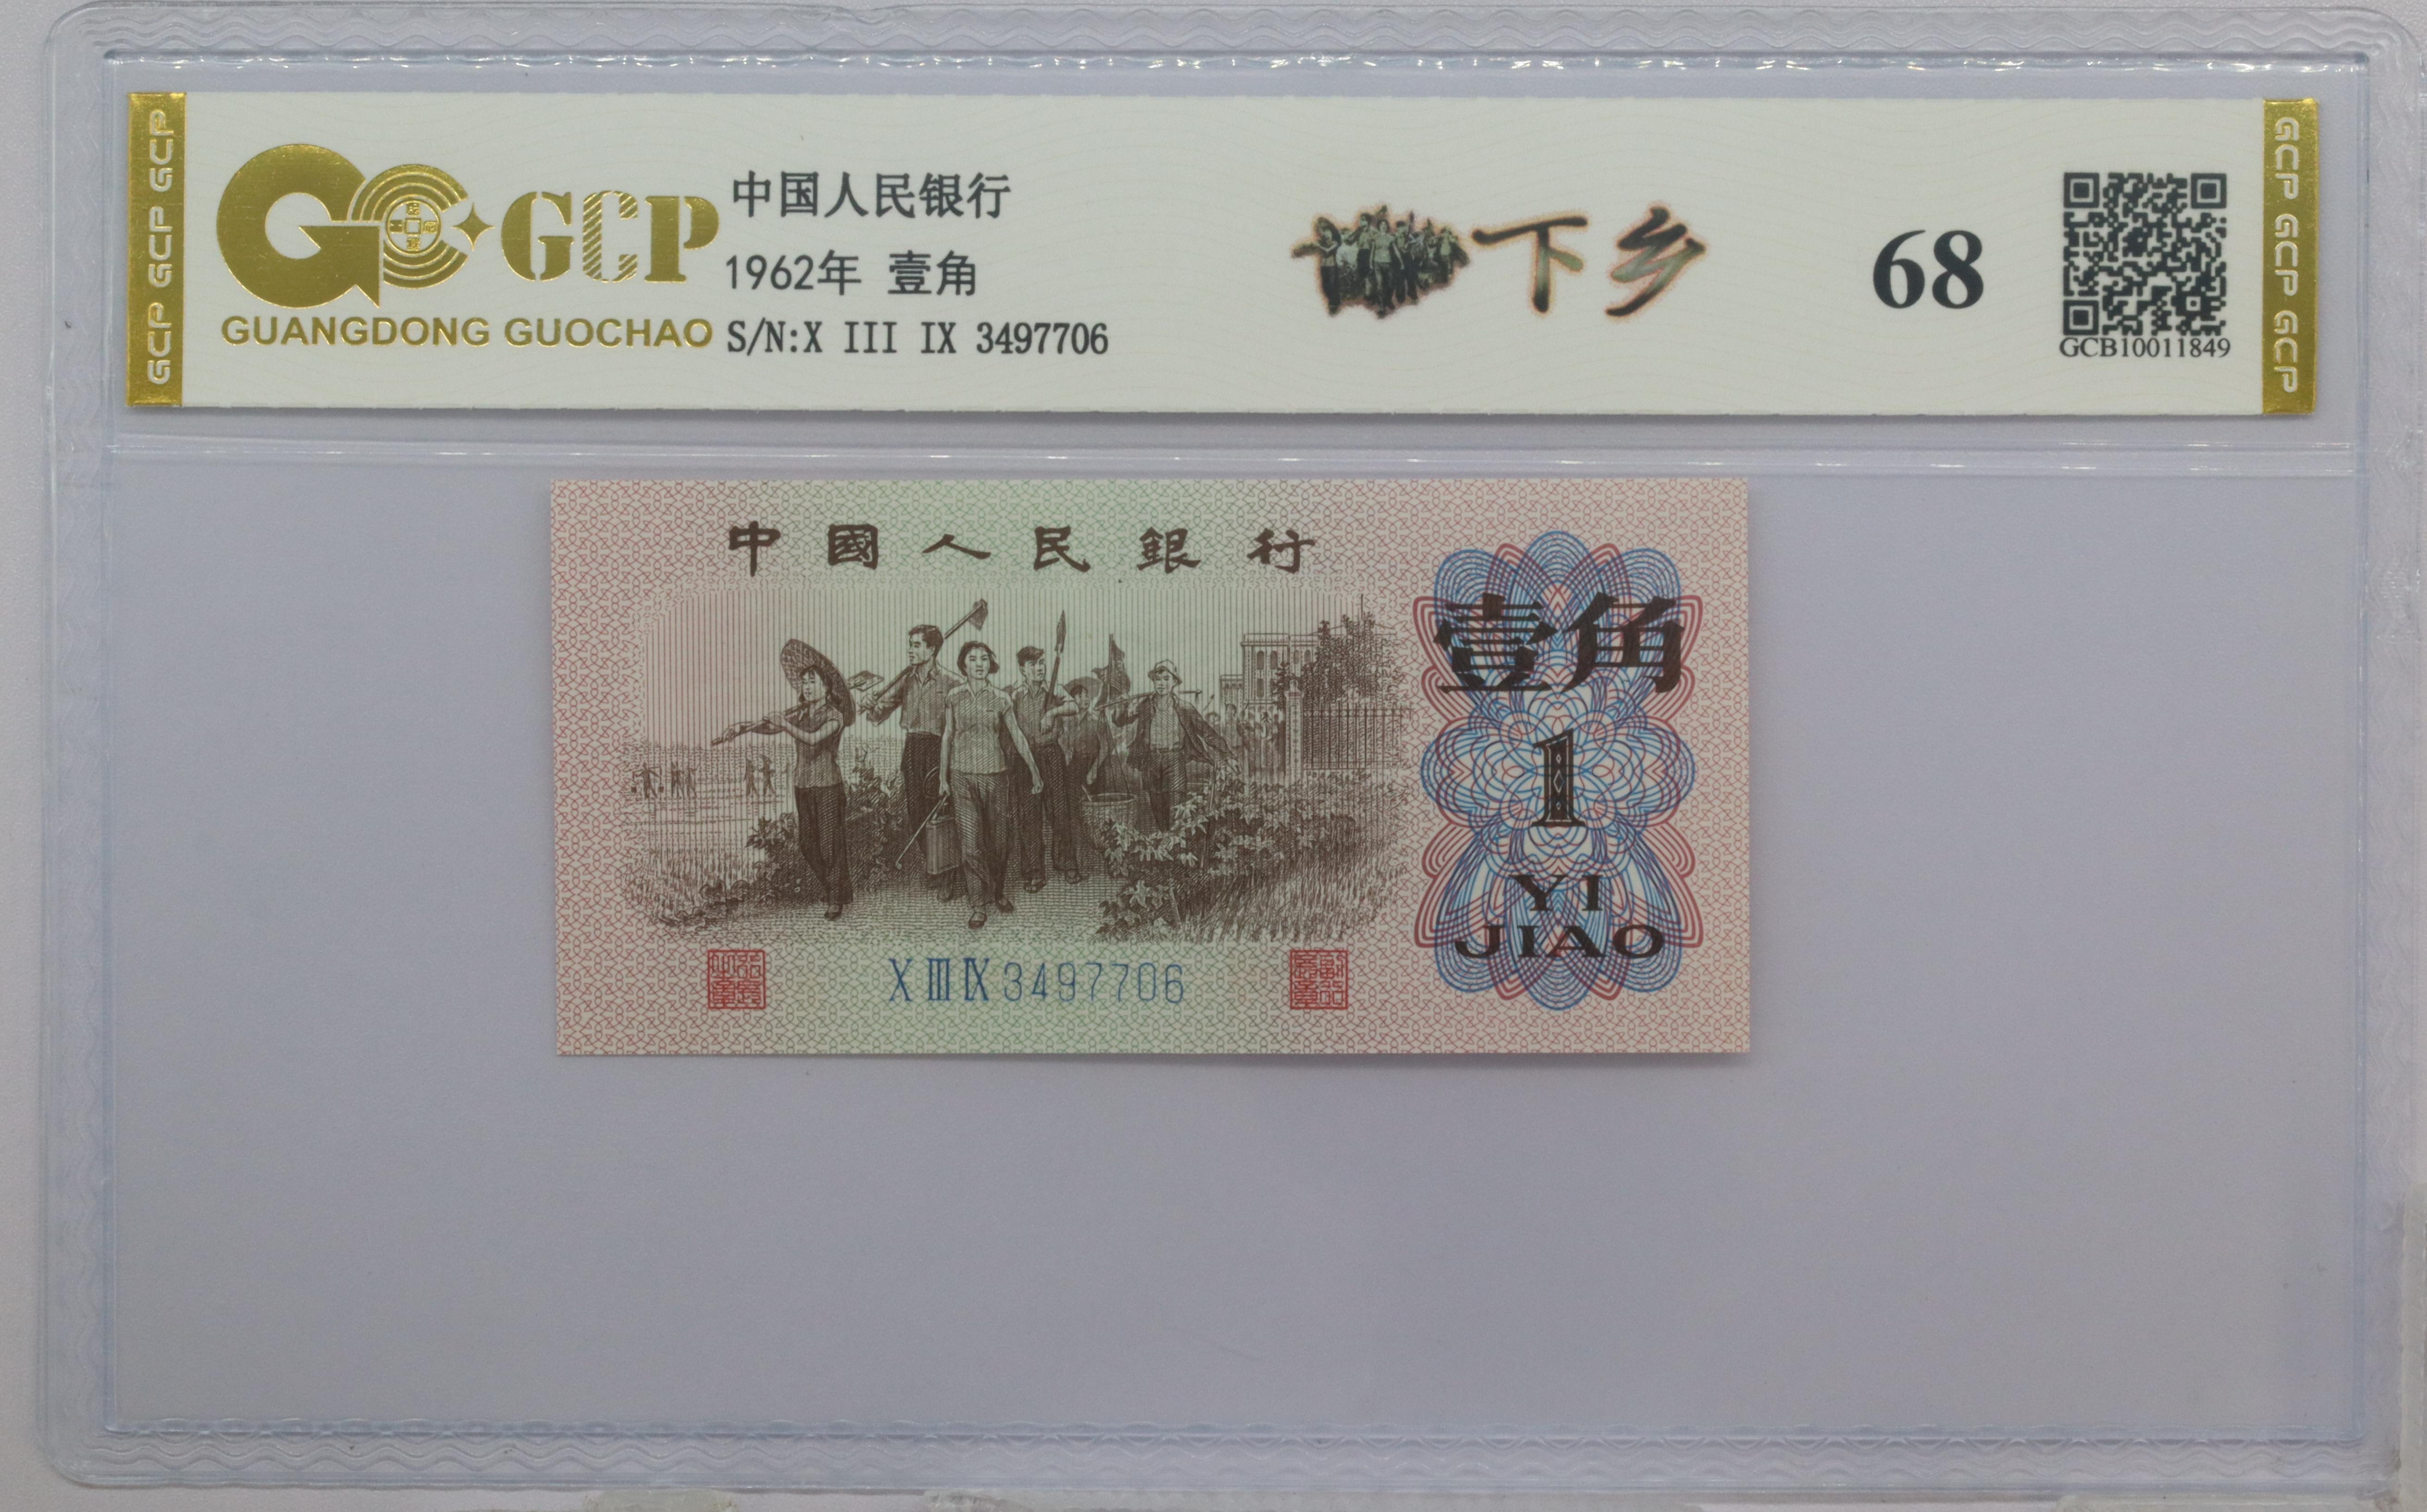 GCP GCP GCP GCP
GCP
GUANGDONG GUOCHAO
中国人民银行
1962年 壹角
S/N:X III IX 3497706
下乡
68
GCB10011849
GCP GCP GCP GCP
中國人民銀行
壹角
1
YI
JIAO
X III IX 3497706